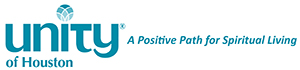 unity®
A Positive Path for Spiritual Living
of Houston